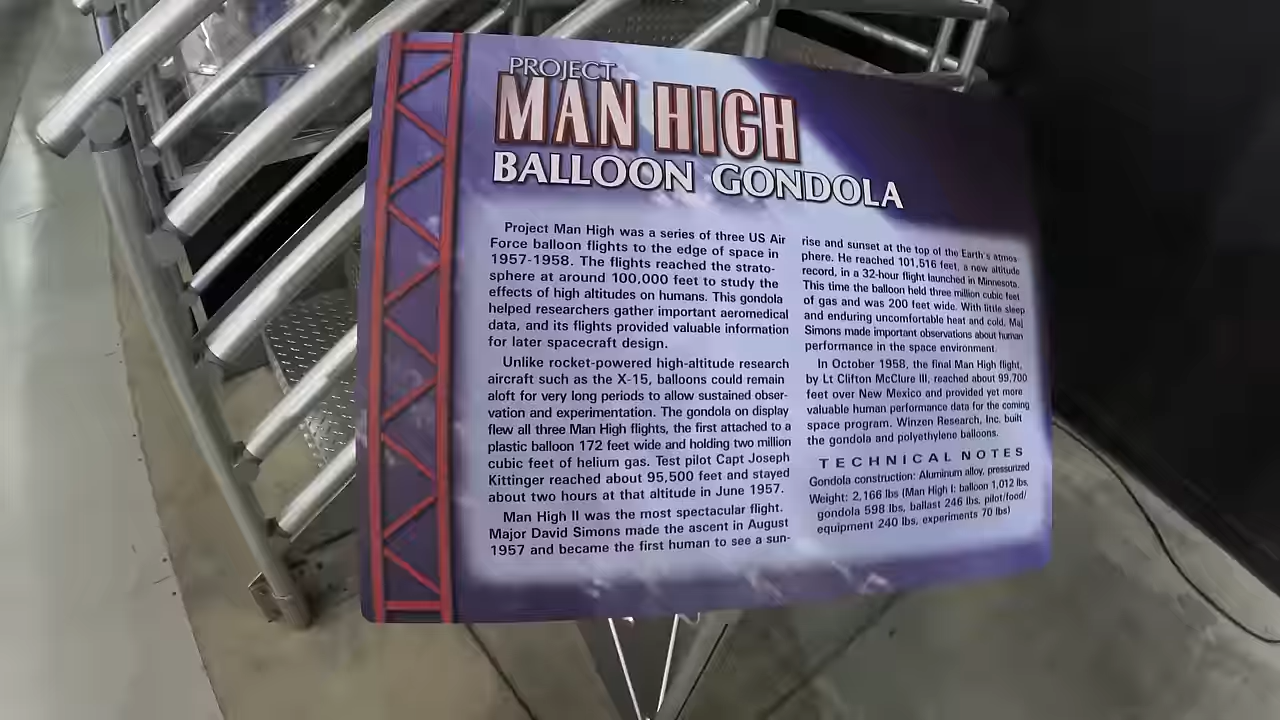 PROJECT
MAN HIGH
BALLOON GONDOLA
Project Man High was a series of three US Air
Force balloon flights to the edge of space in
1957-1958. The flights reached the strato-
sphere at around 100,000 feet to study the
effects of high altitudes on humans. This gondola
helped researchers gather important aeromedical
data, and its flights provided valuable information
for later spacecraft design.
Unlike rocket-powered high-altitude research
aircraft such as the X-15, balloons could remain
aloft for very long periods to allow sustained obser-
vation and experimentation. The gondola on display
flew all three Man High flights, the first attached to a
plastic balloon 172 feet wide and holding two million
cubic feet of helium gas. Test pilot Capt Joseph
Kittinger reached about 95,500 feet and stayed
about two hours at that altitude in June 1957.
Man High II was the most spectacular flight.
Major David Simons made the ascent in August
1957 and became the first human to see a sun-
rise and sunset at the top of the Earth's atmos-
phere. He reached 101,516 feet, a new altitude
record, in a 32-hour flight launched in Minnesota.
This time the balloon held three million cubic feet
of gas and was 200 feet wide. With little sleep
and enduring uncomfortable heat and cold, Maj
Simons made important observations about human
performance in the space environment.
In October 1958, the final Man High flight,
by Lt Clifton McClure III, reached about 99,700
feet over New Mexico and provided yet more
valuable human performance data for the coming
space program. Winzen Research, Inc. built
the gondola and polyethylene balloons.
TECHNICAL NOTES
Gondola construction: Aluminum alloy, pressurized
Weight: 2,166 lbs (Man High I: balloon 1,012 lbs,
gondola 598 lbs, ballast 246 lbs, pilot/food/
equipment 240 lbs, experiments 70 lbs)